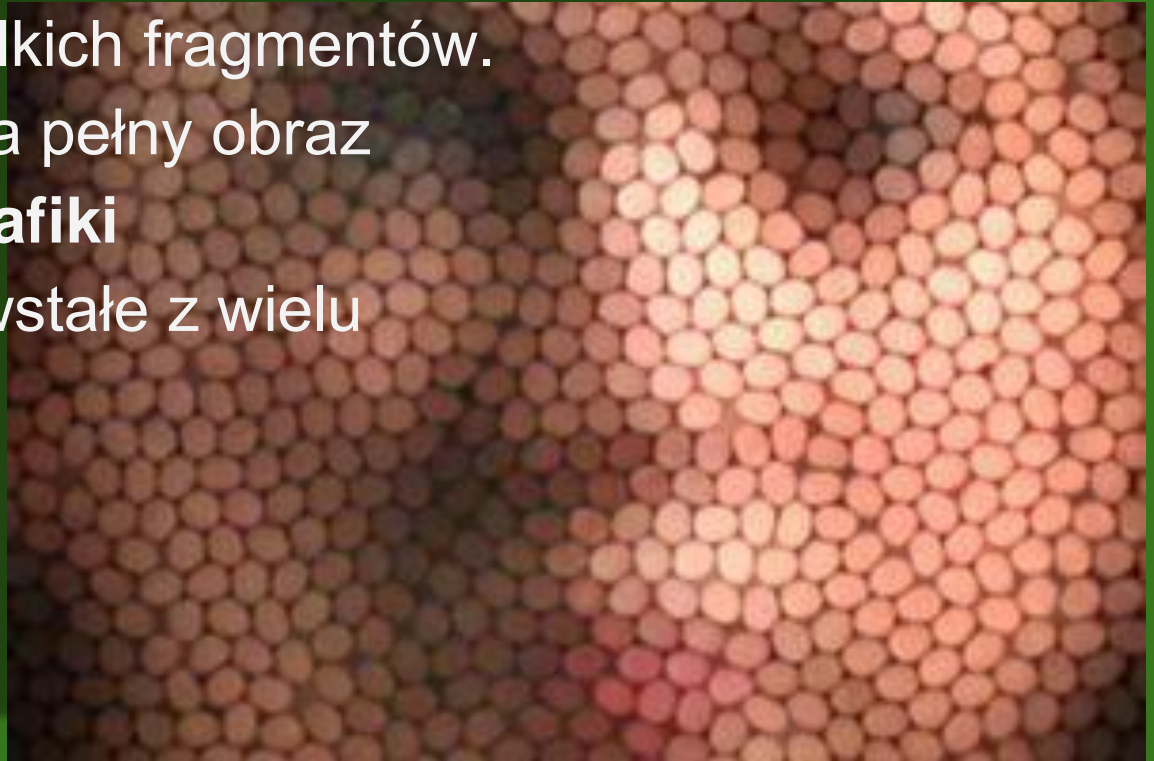 lkich fragmentów.
a pełny obraz
afiki
wstałe z wielu